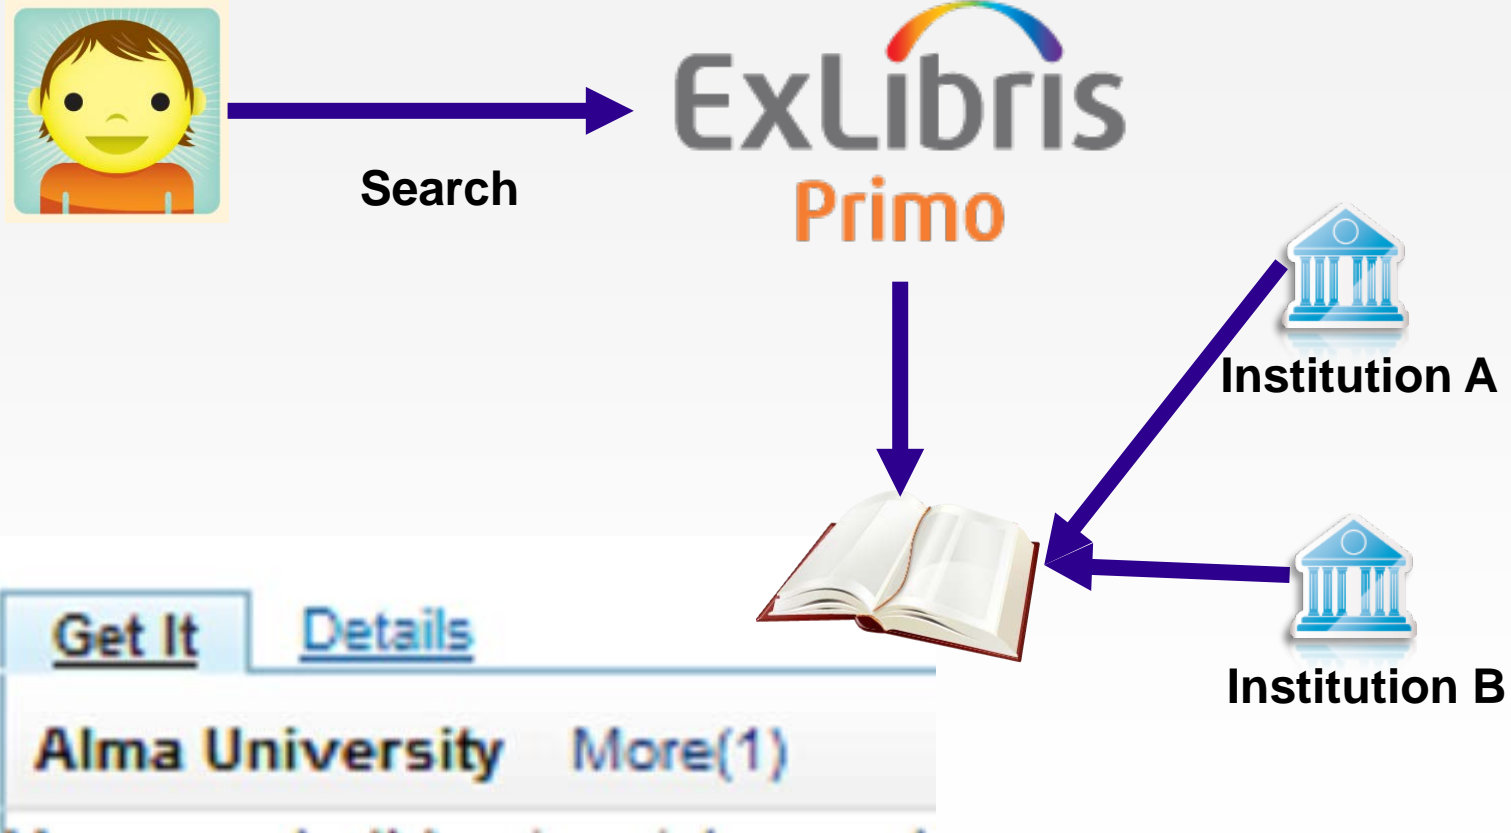 ExLibris
Primo
Search
Institution A
Institution B
Get It
Details
Alma University More(1)